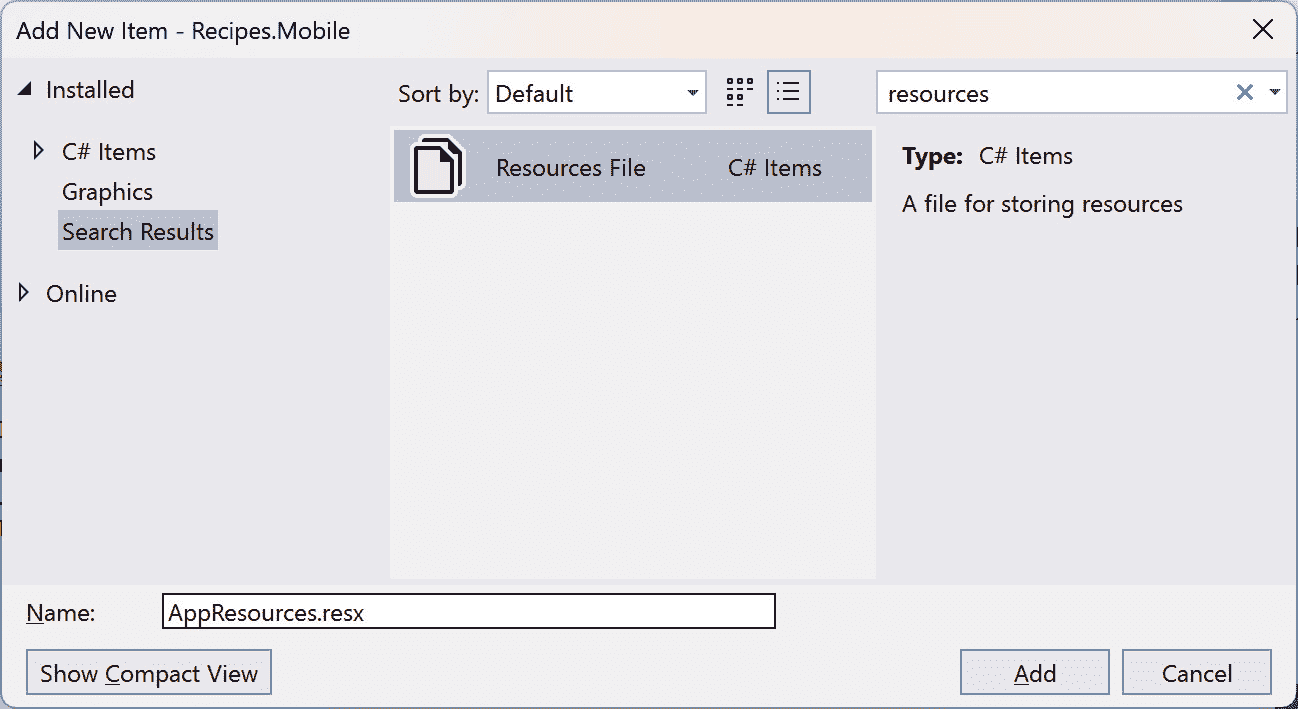 Add New Item - Recipes.Mobile
Installed
C# Items
Graphics
Search Results
Online
Sort by: Default
resources
Resources File C# Items
Type: C# Items
A file for storing resources
Name: AppResources.resx
Show Compact View
Add
Cancel